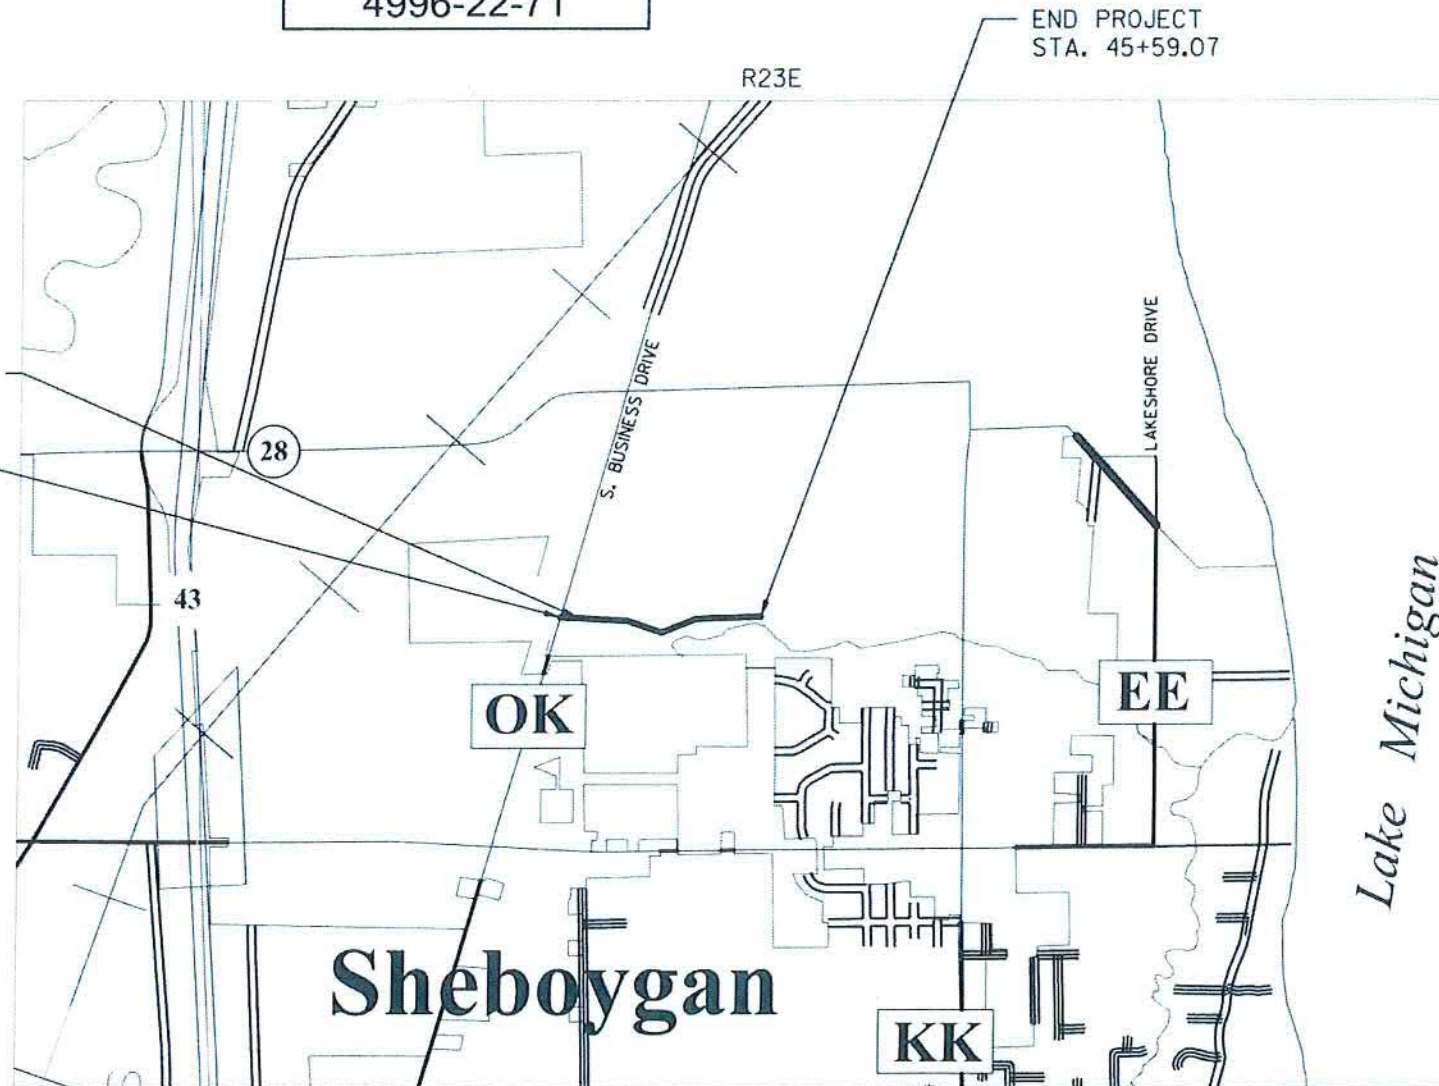 4996-22-71
END PROJECT
STA. 45+59.07
R23E
LAKESHORE DRIVE
S. BUSINESS DRIVE
28
43
Lake Michigan
EE
OK
Sheboygan
KK